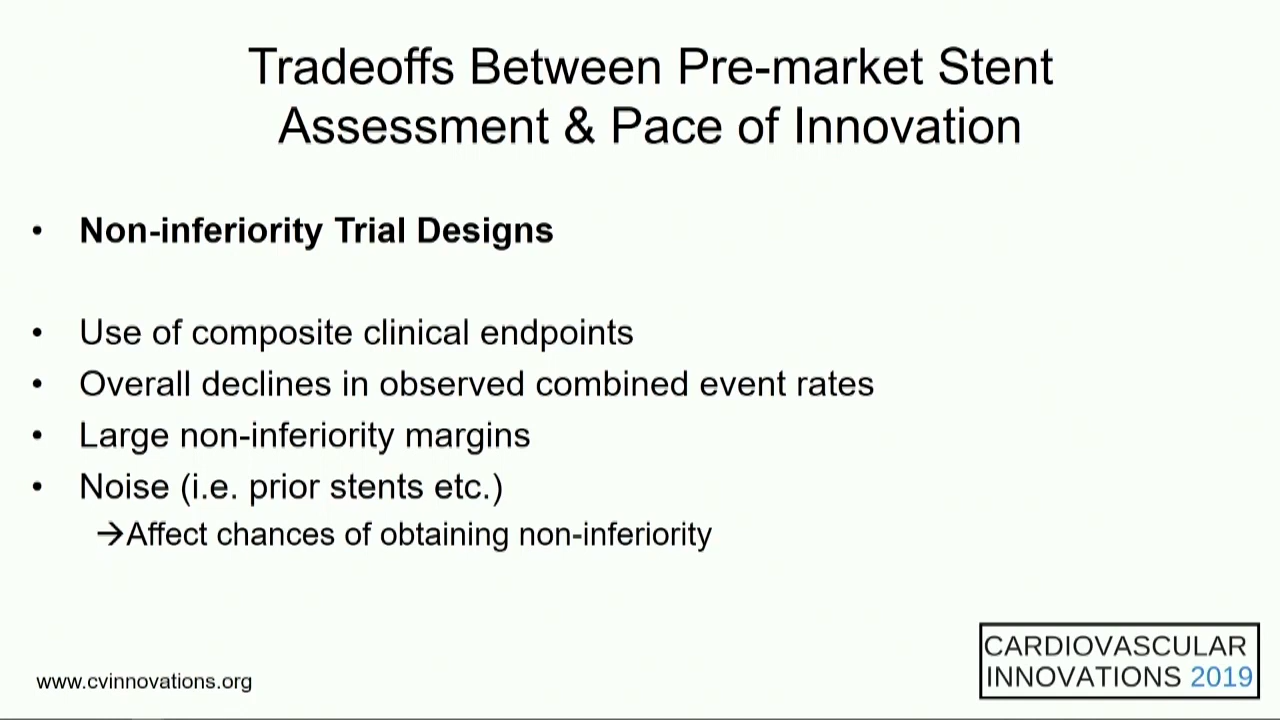 Tradeoffs Between Pre-market Stent
Assessment & Pace of Innovation
• Non-inferiority Trial Designs
• Use of composite clinical endpoints
• Overall declines in observed combined event rates
• Large non-inferiority margins
• Noise (i.e. prior stents etc.)
→Affect chances of obtaining non-inferiority
www.cvinnovations.org
CARDIOVASCULAR
INNOVATIONS 2019